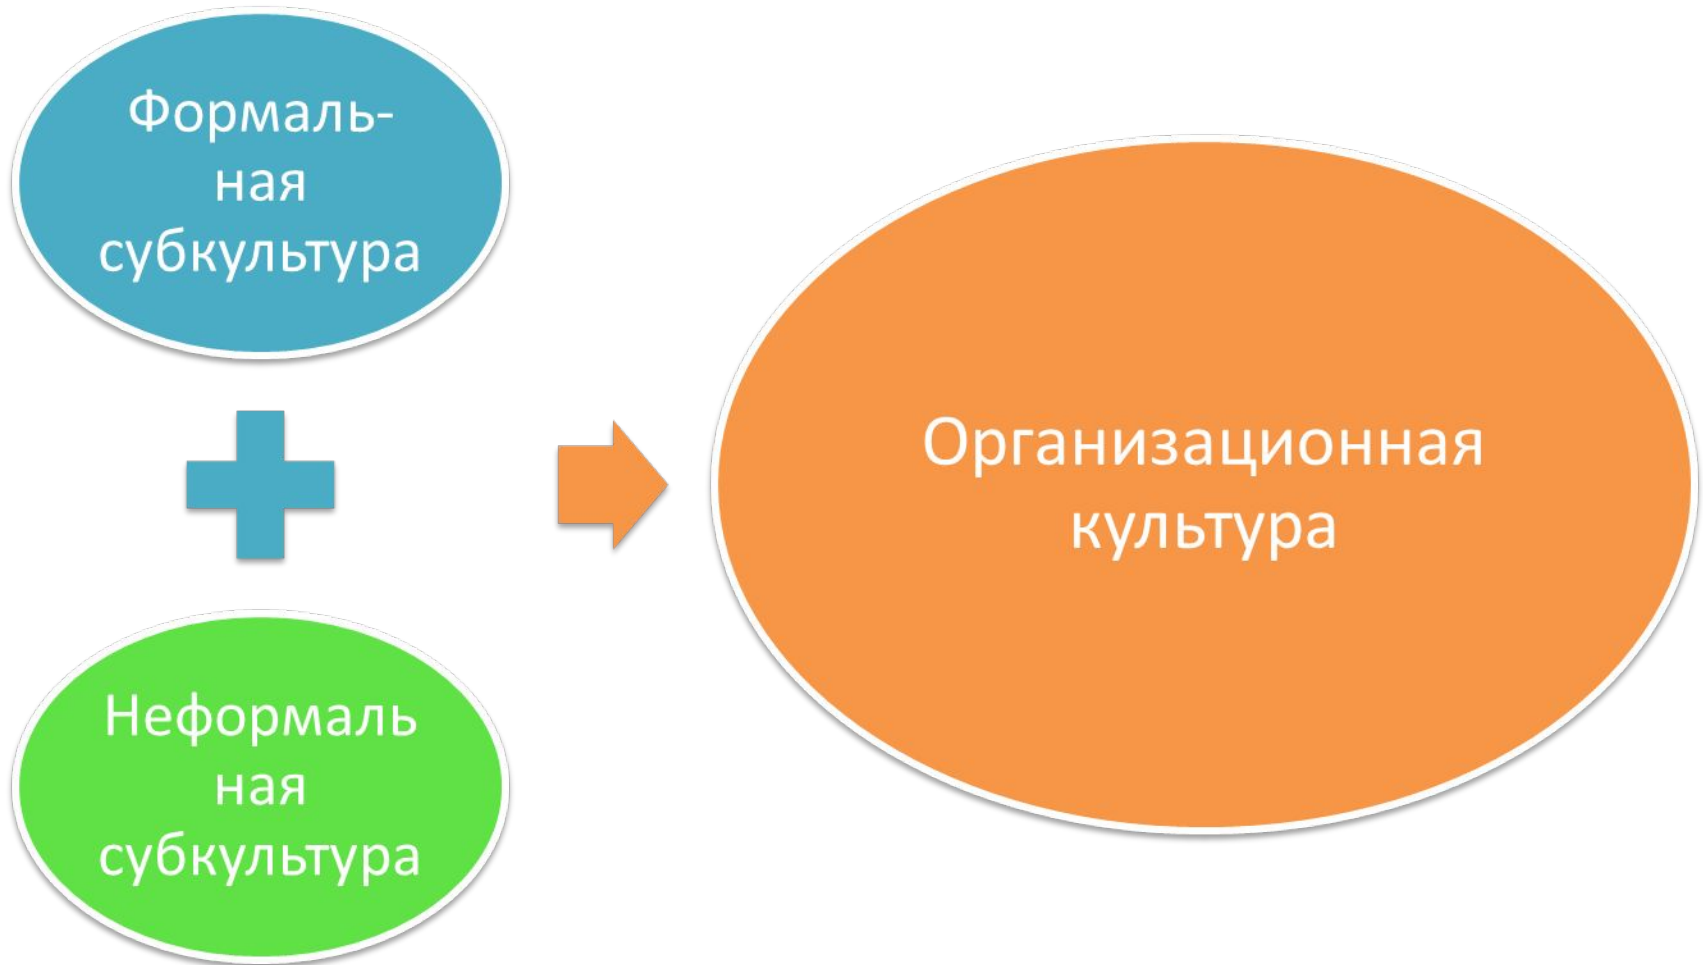 Формаль-
ная
субкультура
Неформаль
ная
субкультура
Организационная
культура